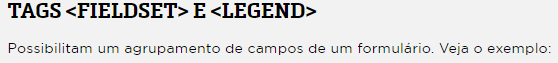 TAGS <FIELDSET> E <LEGEND>
Possibilitam um agrupamento de campos de um formulário. Veja o exemplo: